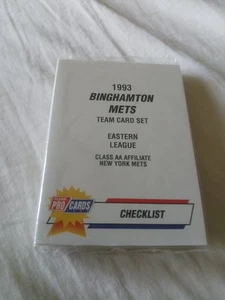 1993
BINGHAMTON
METS
TEAM CARD SET
EASTERN
LEAGUE
CLASS AA AFFILIATE
NEW YORK METS
PRO CARDS
CHECKLIST